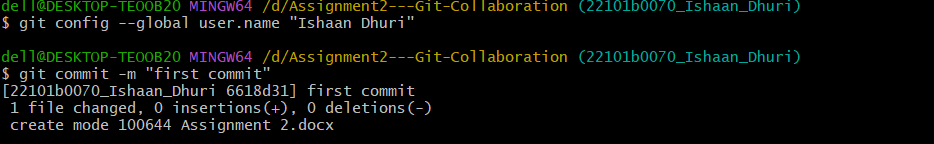 dell@DESKTOP-TEOOB20 MINGW64 /d/Assignment2---Git-Collaboration (22101b0070_Ishaan_Dhuri)
$ git config --global user.name "Ishaan Dhuri"
dell@DESKTOP-TEOOB20 MINGW64 /d/Assignment2---Git-Collaboration (22101b0070_Ishaan_Dhuri)
$ git commit -m "first commit"
[22101b0070_Ishaan_Dhuri 6618d31] first commit
1 file changed, 0 insertions(+), 0 deletions(-)
create mode 100644 Assignment 2.docx